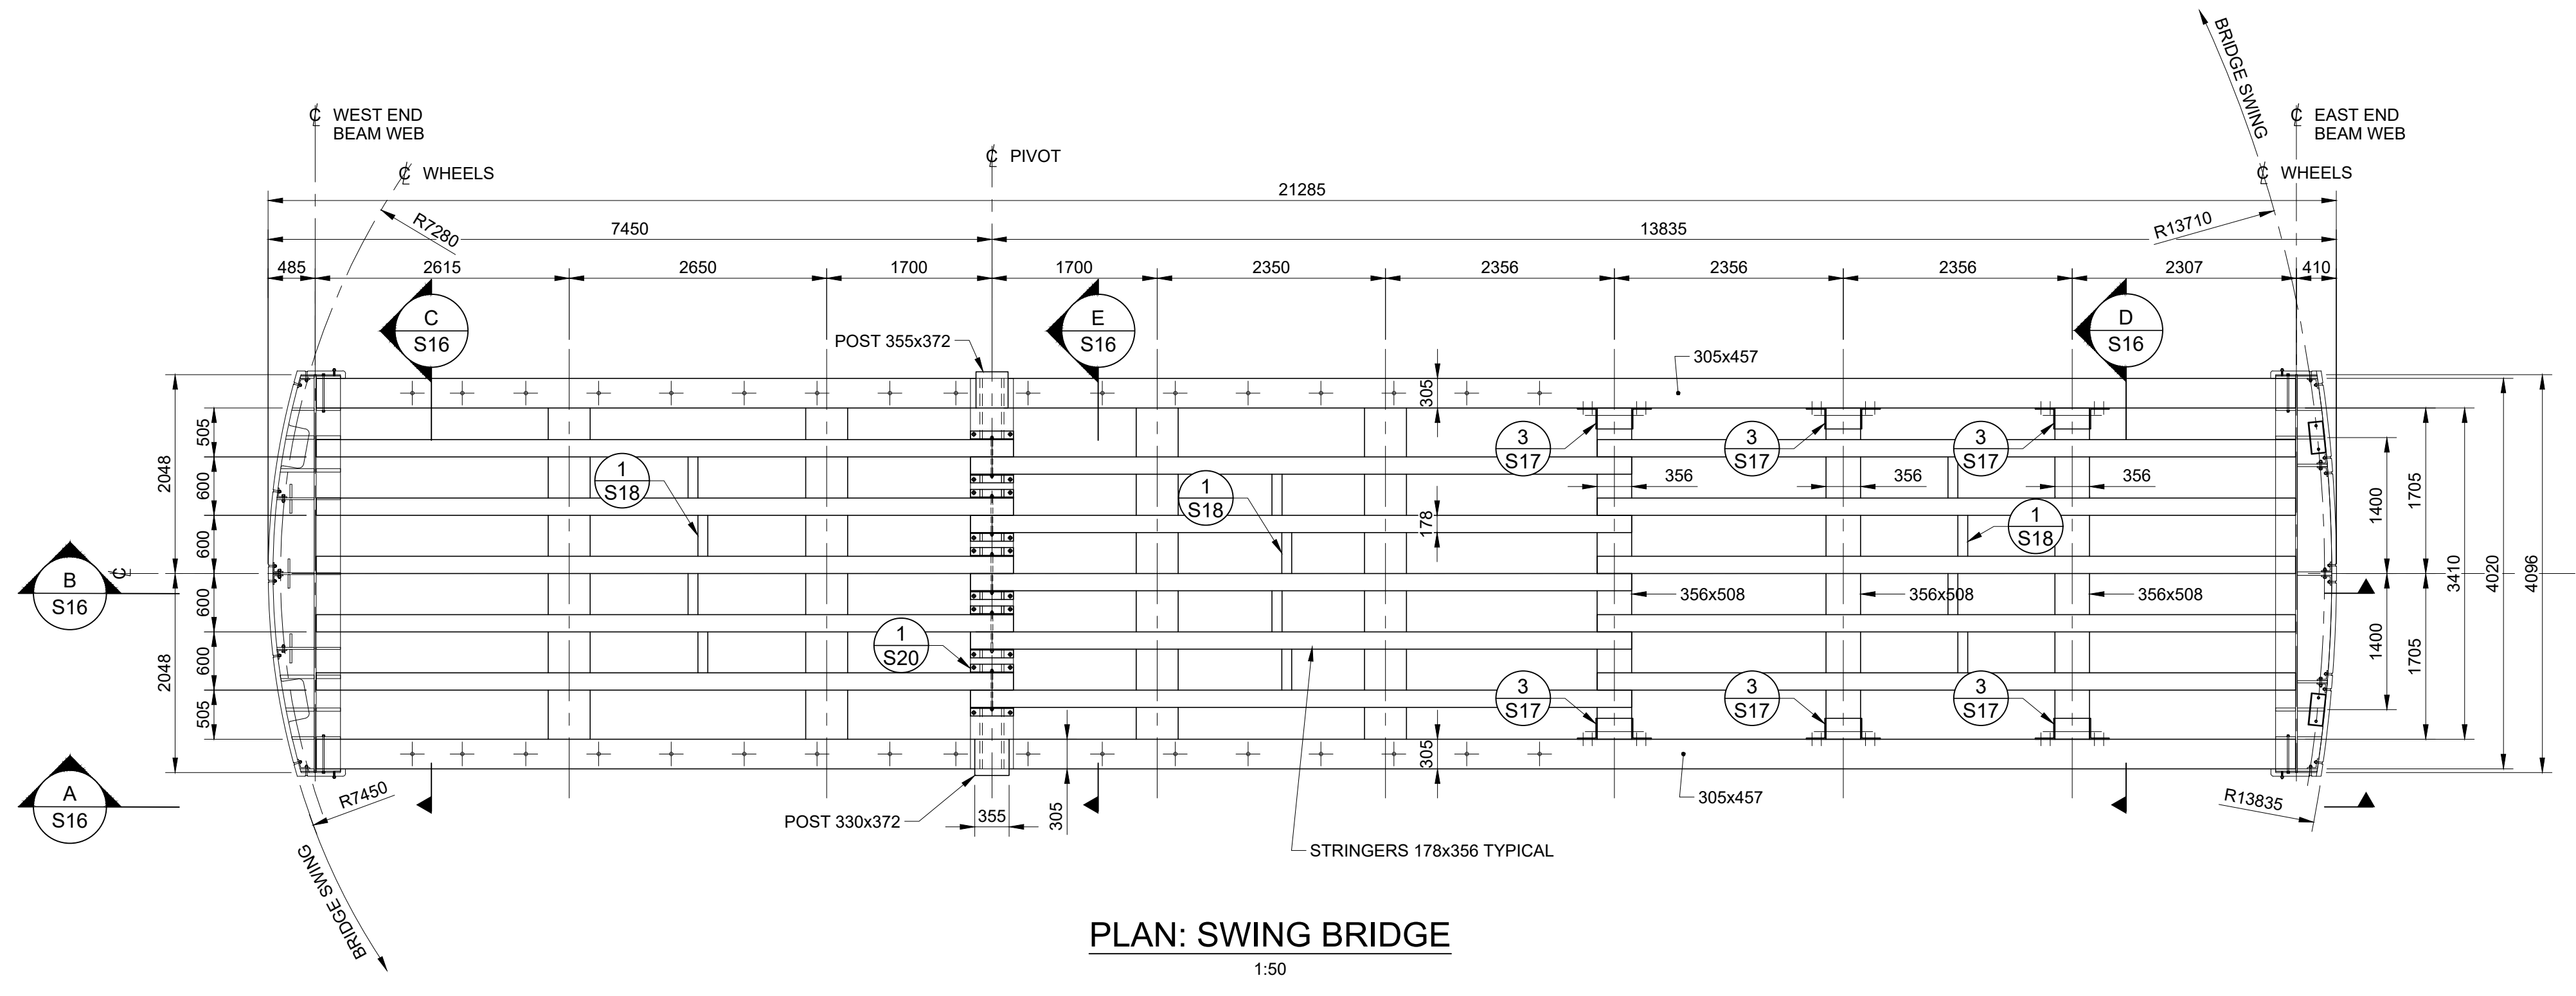 BRIDGE SWING
℄ WEST END
BEAM WEB
℄ EAST END
BEAM WEB
℄ PIVOT
℄ WHEELS
℄ WHEELS
21285
R7280
R13710
7450
13835
485
2615
2650
1700
1700
2350
2356
2356
2356
2307
410
C
S16
E
S16
D
S16
POST 355x372
305x457
305
505
2048
600
600
600
600
505
2048
1
S18
1
S18
1
S18
3
S17
3
S17
3
S17
356
356
356
178
1400
1705
1400
1705
3410
4020
4096
B
S16
℄
356x508
356x508
356x508
1
S20
3
S17
3
S17
3
S17
305
305x457
A
S16
R7450
R13835
POST 330x372
355
305
STRINGERS 178x356 TYPICAL
BRIDGE SWING
PLAN: SWING BRIDGE
1:50